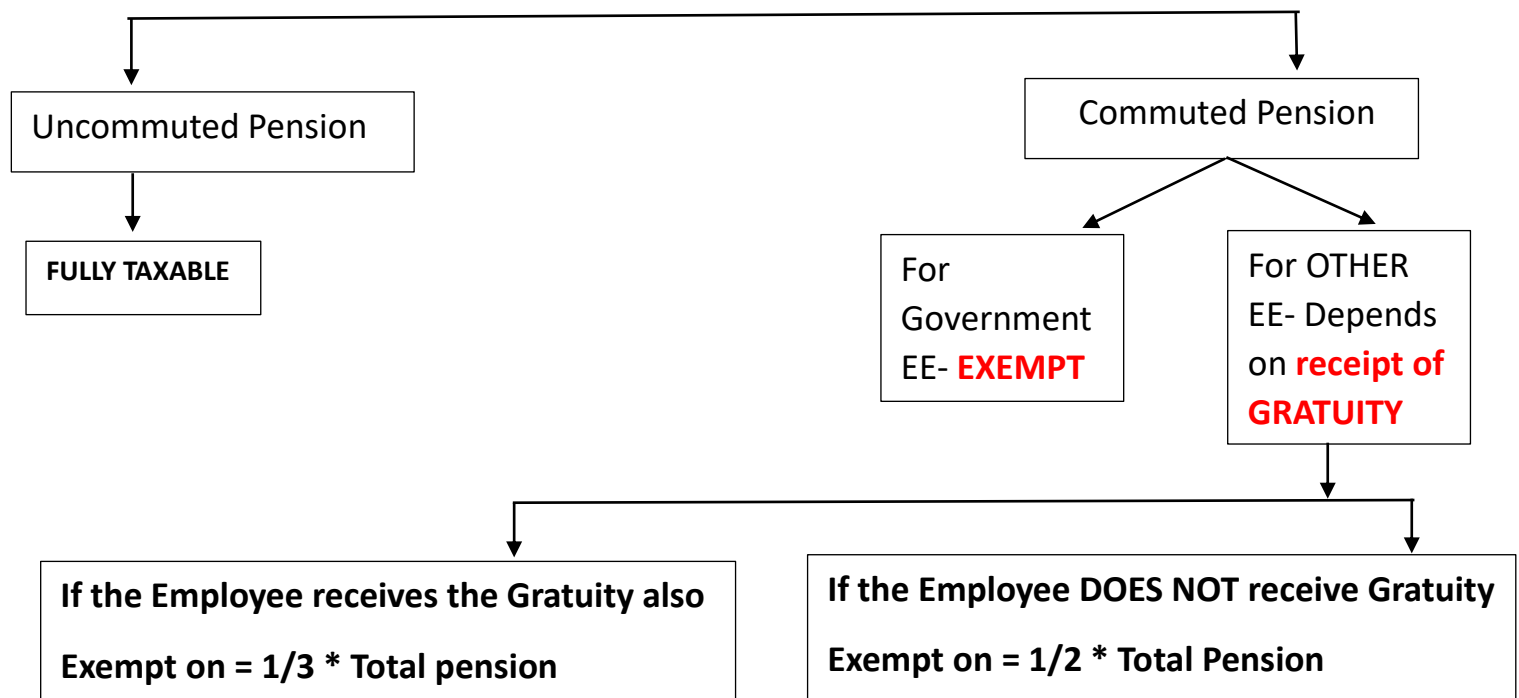 Uncommuted Pension
Commuted Pension
FULLY TAXABLE
For
Government
EE- EXEMPT
For OTHER
EE- Depends
on receipt of
GRATUITY
If the Employee receives the Gratuity also
Exempt on = 1/3 * Total pension
If the Employee DOES NOT receive Gratuity
Exempt on = 1/2 * Total Pension